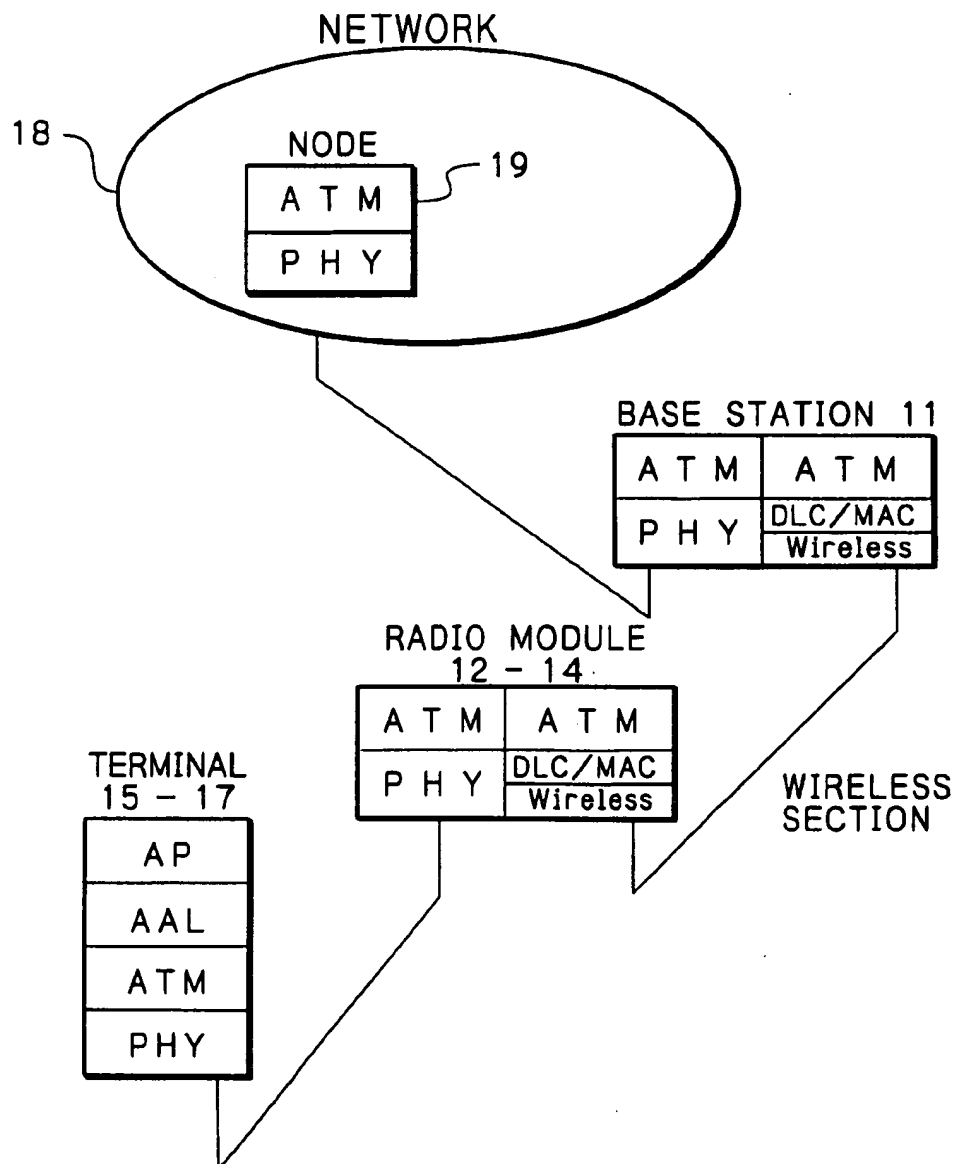 NETWORK
18
NODE
19
ATM
PHY
BASE STATION 11
ATM ATM
PHY DLC/MAC
Wireless
RADIO MODULE
12 - 14
ATM ATM
PHY DLC/MAC
Wireless
WIRELESS
SECTION
TERMINAL
15 - 17
AP
AAL
ATM
PHY